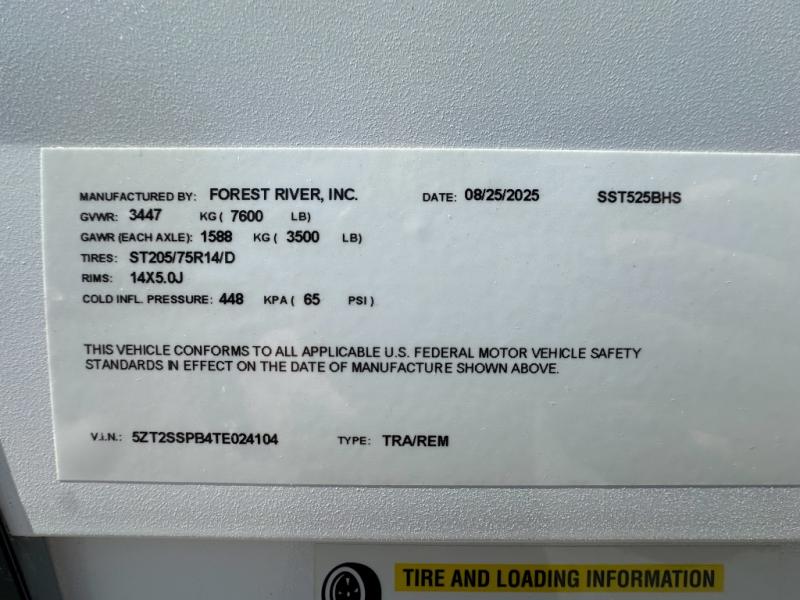 MANUFACTURED BY: FOREST RIVER, INC. DATE: 08/25/2025 SST525BHS
GVWR: 3447 KG ( 7600 LB)
GAWR (EACH AXLE): 1588 KG ( 3500 LB)
TIRES: ST205/75R14/D
RIMS: 14X5.0J
COLD INFL. PRESSURE: 448 KPA ( 65 PSI )
THIS VEHICLE CONFORMS TO ALL APPLICABLE U.S. FEDERAL MOTOR VEHICLE SAFETY
STANDARDS IN EFFECT ON THE DATE OF MANUFACTURE SHOWN ABOVE.
V.I.N.: 5ZT2SSPB4TE024104 TYPE: TRA/REM
TIRE AND LOADING INFORMATION